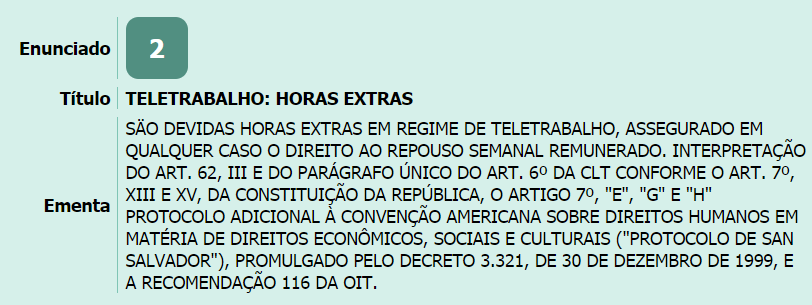 Enunciado 2
Título TELETRABALHO: HORAS EXTRAS
SÃO DEVIDAS HORAS EXTRAS EM REGIME DE TELETRABALHO, ASSEGURADO EM
QUALQUER CASO O DIREITO AO REPOUSO SEMANAL REMUNERADO. INTERPRETAÇÃO
DO ART. 62, III E DO PARÁGRAFO ÚNICO DO ART. 6º DA CLT CONFORME O ART. 7º,
XIII E XV, DA CONSTITUIÇÃO DA REPÚBLICA, O ARTIGO 7º, "E", "G" E "H"
Ementa PROTOCOLO ADICIONAL À CONVENÇÃO AMERICANA SOBRE DIREITOS HUMANOS EM
MATÉRIA DE DIREITOS ECONÔMICOS, SOCIAIS E CULTURAIS ("PROTOCOLO DE SAN
SALVADOR"), PROMULGADO PELO DECRETO 3.321, DE 30 DE DEZEMBRO DE 1999, E
A RECOMENDAÇÃO 116 DA OIT.